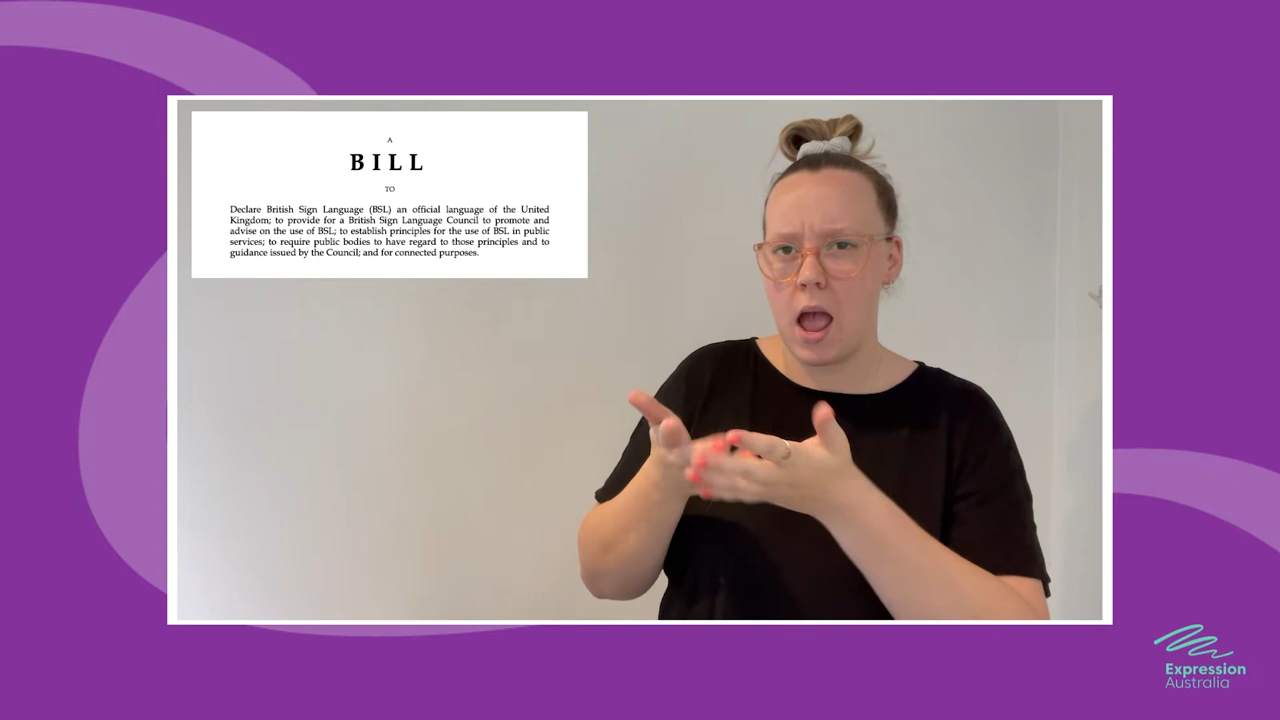 A
BILL
TO
Declare British Sign Language (BSL) an official language of the United
Kingdom; to provide for a British Sign Language Council to promote and
advise on the use of BSL; to establish principles for the use of BSL in public
services; to require public bodies to have regard to those principles and to
guidance issued by the Council; and for connected purposes.
Expression
Australia